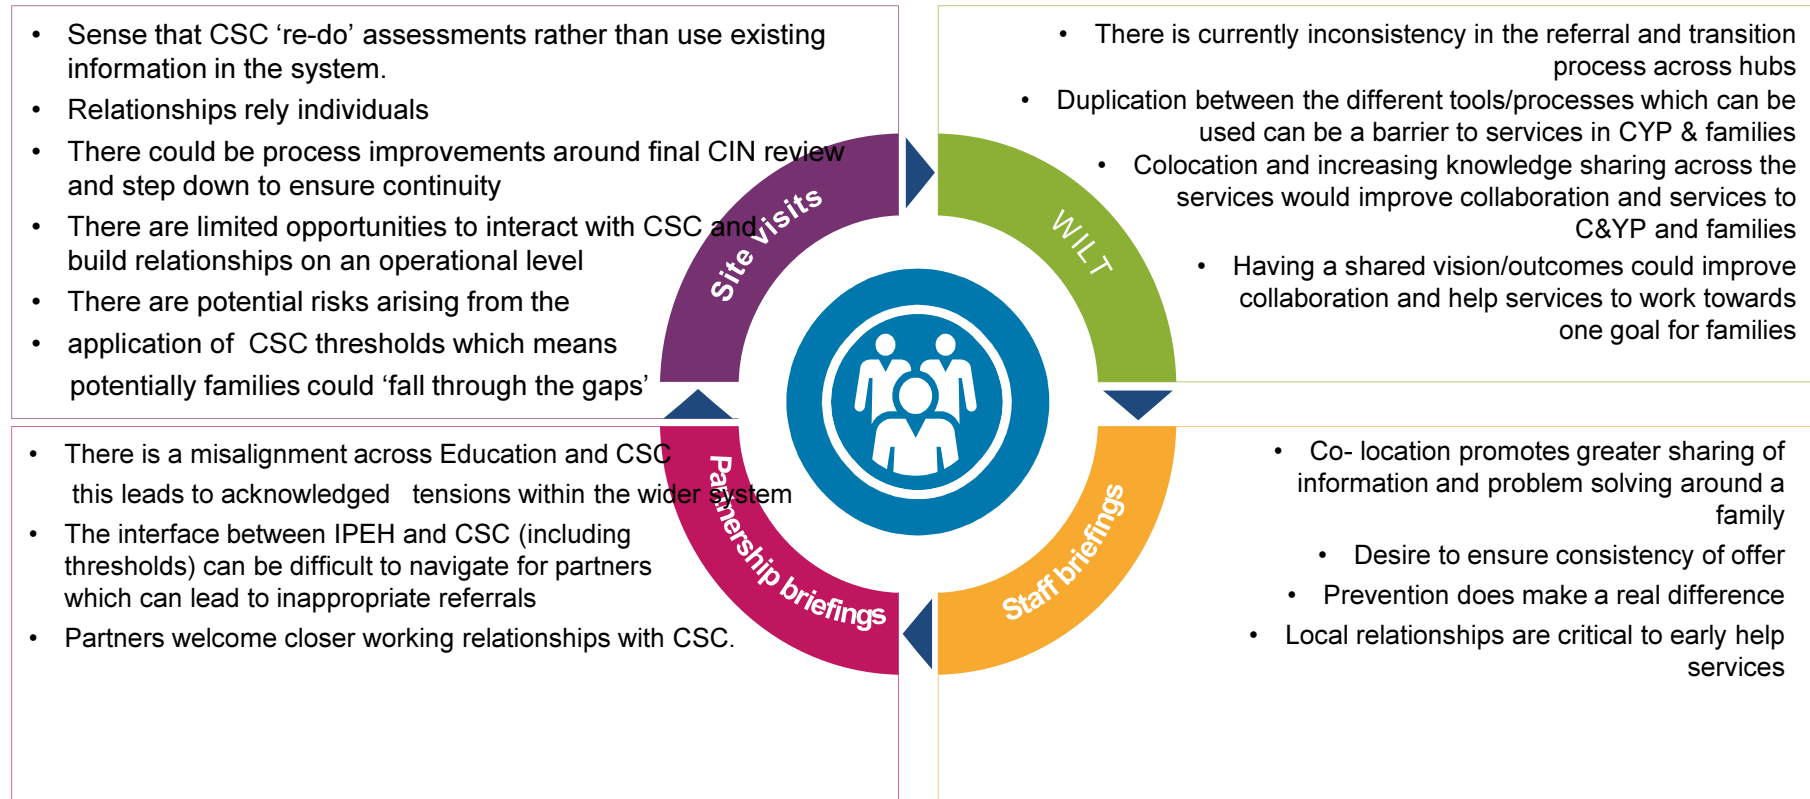 • Sense that CSC ‘re-do’ assessments rather than use existing
information in the system.
• Relationships rely individuals
• There could be process improvements around final CIN review
and step down to ensure continuity
• There are limited opportunities to interact with CSC and
build relationships on an operational level
• There are potential risks arising from the
• application of CSC thresholds which means
potentially families could ‘fall through the gaps’
Site visits
• There is currently inconsistency in the referral and transition
process across hubs
• Duplication between the different tools/processes which can be
used can be a barrier to services in CYP & families
• Colocation and increasing knowledge sharing across the
services would improve collaboration and services to
C&YP and families
• Having a shared vision/outcomes could improve
collaboration and help services to work towards
one goal for families
WILT
• There is a misalignment across Education and CSC
this leads to acknowledged tensions within the wider system
• The interface between IPEH and CSC (including
thresholds) can be difficult to navigate for partners
which can lead to inappropriate referrals
• Partners welcome closer working relationships with CSC.
Partnership briefings
• Co- location promotes greater sharing of
information and problem solving around a
family
• Desire to ensure consistency of offer
• Prevention does make a real difference
• Local relationships are critical to early help
services
Staff briefings